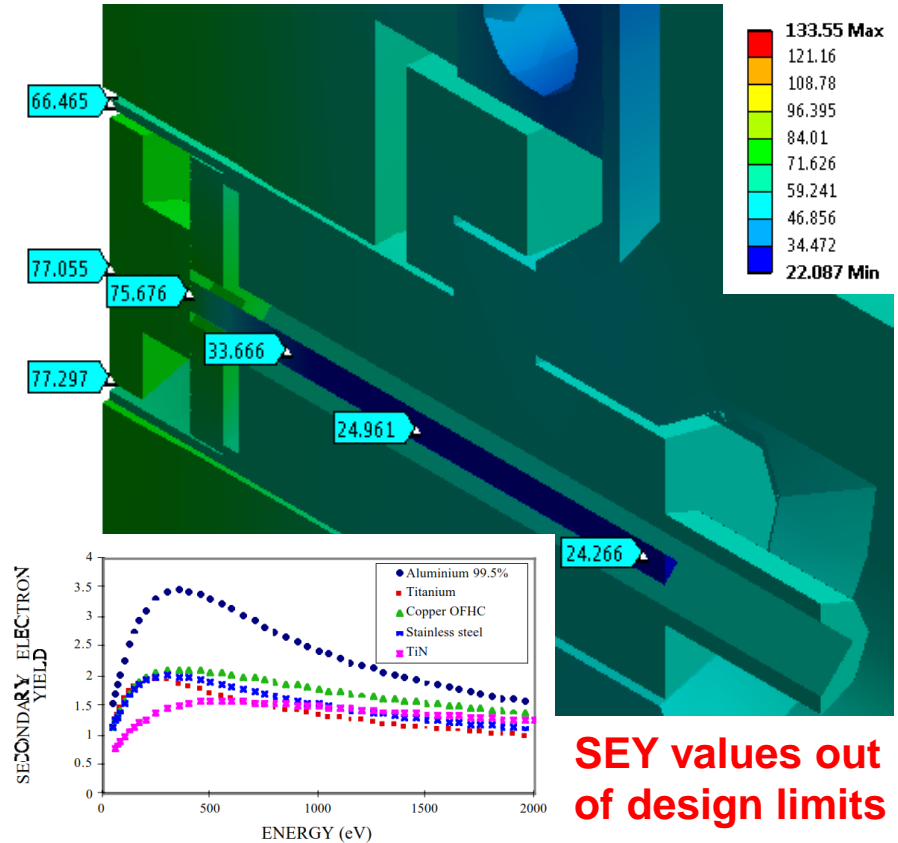 133.55 Max
121.16
108.78
96.395
84.01
71.626
59.241
46.856
34.472
22.087 Min
66.465
77.055
75.676
33.666
77.297
24.961
24.266
4
3.5
3
2.5
2
1.5
1
0.5
0
SECONDARY ELECTRON
YIELD
Aluminium 99.5%
Titanium
Copper OFHC
Stainless steel
TiN
0
500
1000
1500
2000
ENERGY (eV)
SEY values out
of design limits